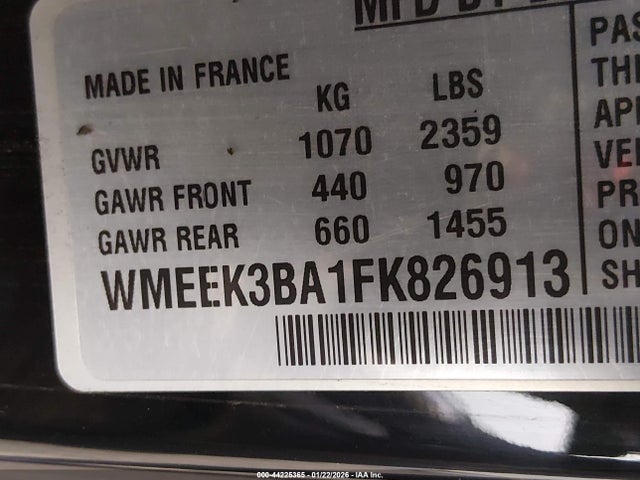 MFD BY
MADE IN FRANCE
KG LBS
GVWR 1070 2359
GAWR FRONT 440 970
GAWR REAR 660 1455
WMEEK3BA1FK826913
PAS
THI
API
VE
PR
ON
SH
000-44225365 - 01/22/2026 - IAA Inc.